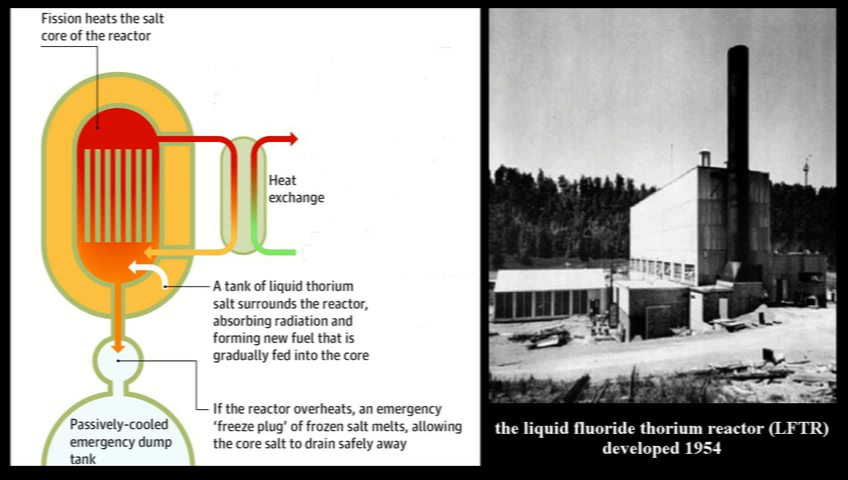 Fission heats the salt
core of the reactor
Heat
exchange
A tank of liquid thorium
salt surrounds the reactor,
absorbing radiation and
forming new fuel that is
gradually fed into the core
If the reactor overheats, an emergency
‘freeze plug’ of frozen salt melts, allowing
the core salt to drain safely away
Passively-cooled
emergency dump
tank
the liquid fluoride thorium reactor (LFTR)
developed 1954